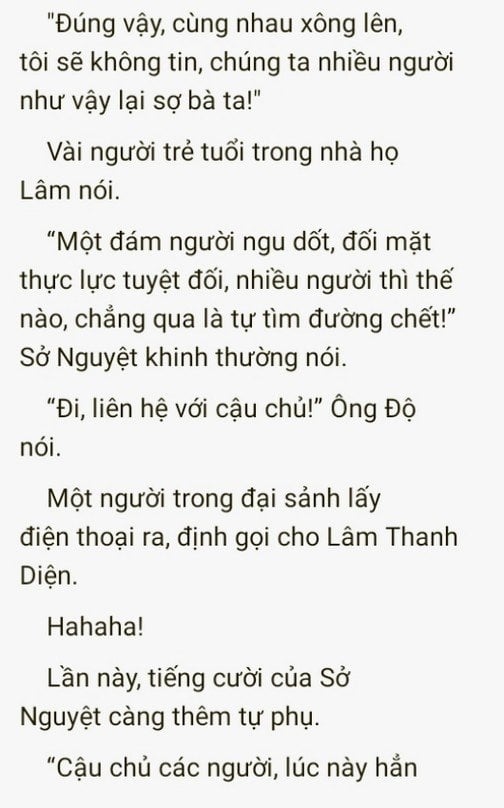 "Đúng vậy, cùng nhau xông lên,
tôi sẽ không tin, chúng ta nhiều người
như vậy lại sợ bà ta!"
Vài người trẻ tuổi trong nhà họ
Lâm nói.
“Một đám người ngu dốt, đối mặt
thực lực tuyệt đối, nhiều người thì thế
nào, chẳng qua là tự tìm đường chết!”
Sở Nguyệt khinh thường nói.
“Đi, liên hệ với cậu chủ!” Ông Độ
nói.
Một người trong đại sảnh lấy
điện thoại ra, định gọi cho Lâm Thanh
Diện.
Hahaha!
Lần này, tiếng cười của Sở
Nguyệt càng thêm tự phụ.
“Cậu chủ các người, lúc này hẳn